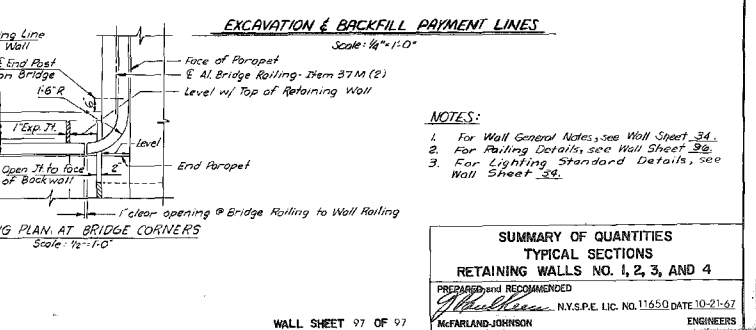 EXCAVATION & BACKFILL PAYMENT LINES
Scale: 1/4"=1'-0"
ng Line
Wall
℄ End Post
on Bridge
1'-6" R
1" Exp. Jt.
Open Jt. to face
of Backwall
Face of Parapet
℄ Al. Bridge Railing - Item 37M(2)
Level w/ Top of Retaining Wall
Level
2"
End Parapet
1" clear opening @ Bridge Railing to Wall Railing
G PLAN AT BRIDGE CORNERS
Scale: 1/2"=1'-0"
NOTES:
1. For Wall General Notes, see Wall Sheet 34.
2. For Railing Details, see Wall Sheet 96.
3. For Lighting Standard Details, see
Wall Sheet 54.
SUMMARY OF QUANTITIES
TYPICAL SECTIONS
RETAINING WALLS NO. 1, 2, 3, AND 4
PREPARED and RECOMMENDED
N.Y.S.P.E. LIC. NO. 11650 DATE 10-21-67
McFARLAND-JOHNSON ENGINEERS
WALL SHEET 97 OF 97